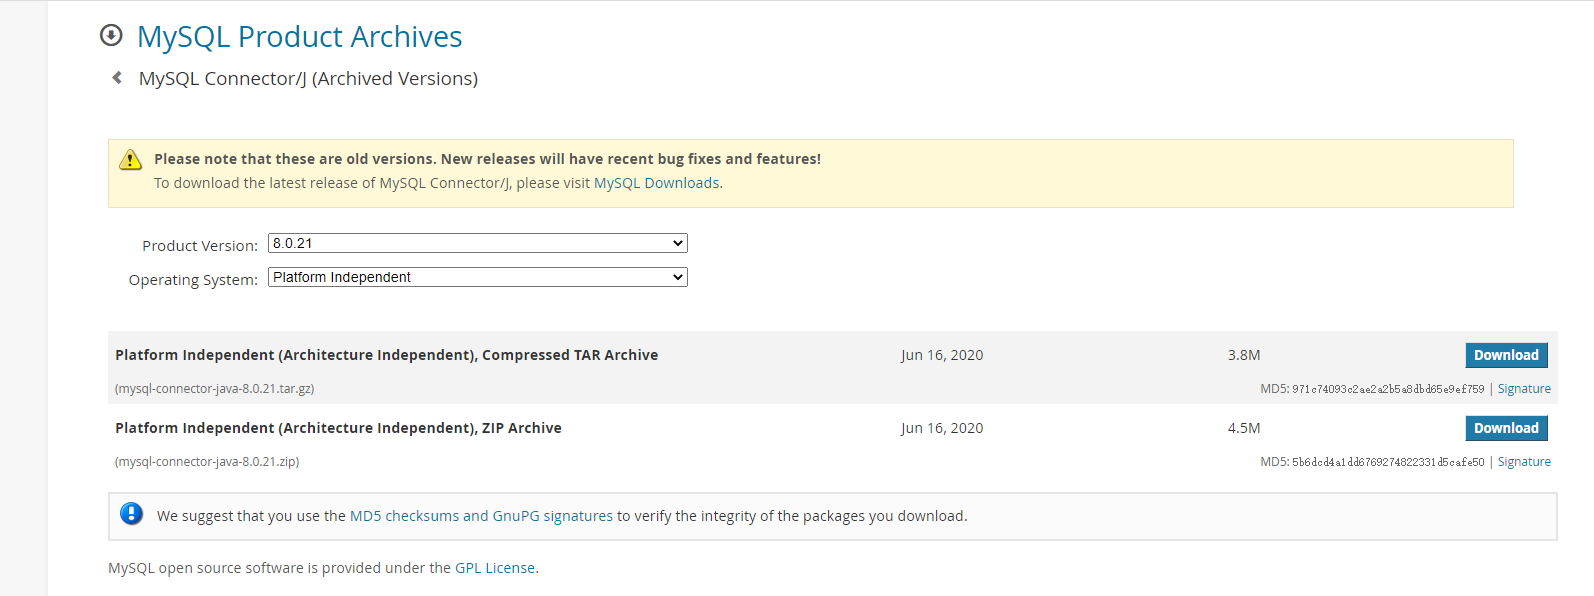 MySQL Product Archives
MySQL Connector/J (Archived Versions)
Please note that these are old versions. New releases will have recent bug fixes and features!
To download the latest release of MySQL Connector/J, please visit MySQL Downloads.
Product Version: 8.0.21
Operating System: Platform Independent
Platform Independent (Architecture Independent), Compressed TAR Archive Jun 16, 2020 3.8M Download
(mysql-connector-java-8.0.21.tar.gz) MD5: 971c74093c2ae2a2b5a8dbd65e9ef759 | Signature
Platform Independent (Architecture Independent), ZIP Archive Jun 16, 2020 4.5M Download
(mysql-connector-java-8.0.21.zip) MD5: 5b6dcd4a1dd6769274822331d5cafe50 | Signature
We suggest that you use the MD5 checksums and GnuPG signatures to verify the integrity of the packages you download.
MySQL open source software is provided under the GPL License.